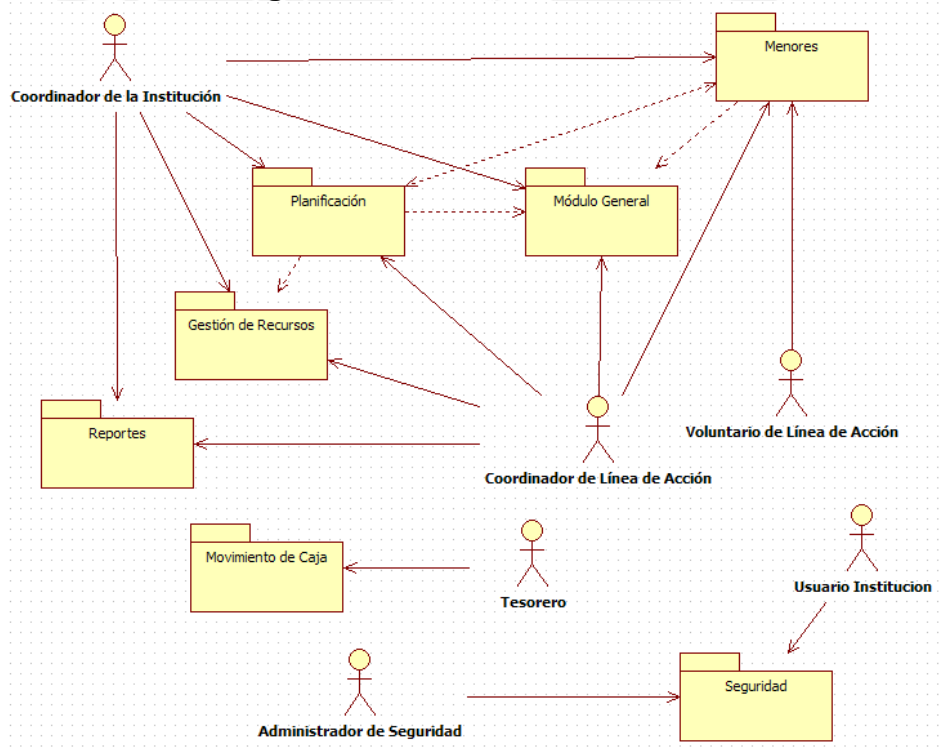 Menores
Coordinador de la Institución
Planificación
Módulo General
Gestión de Recursos
Reportes
Voluntario de Línea de Acción
Coordinador de Línea de Acción
Movimiento de Caja
Tesorero
Usuario Institucion
Seguridad
Administrador de Seguridad